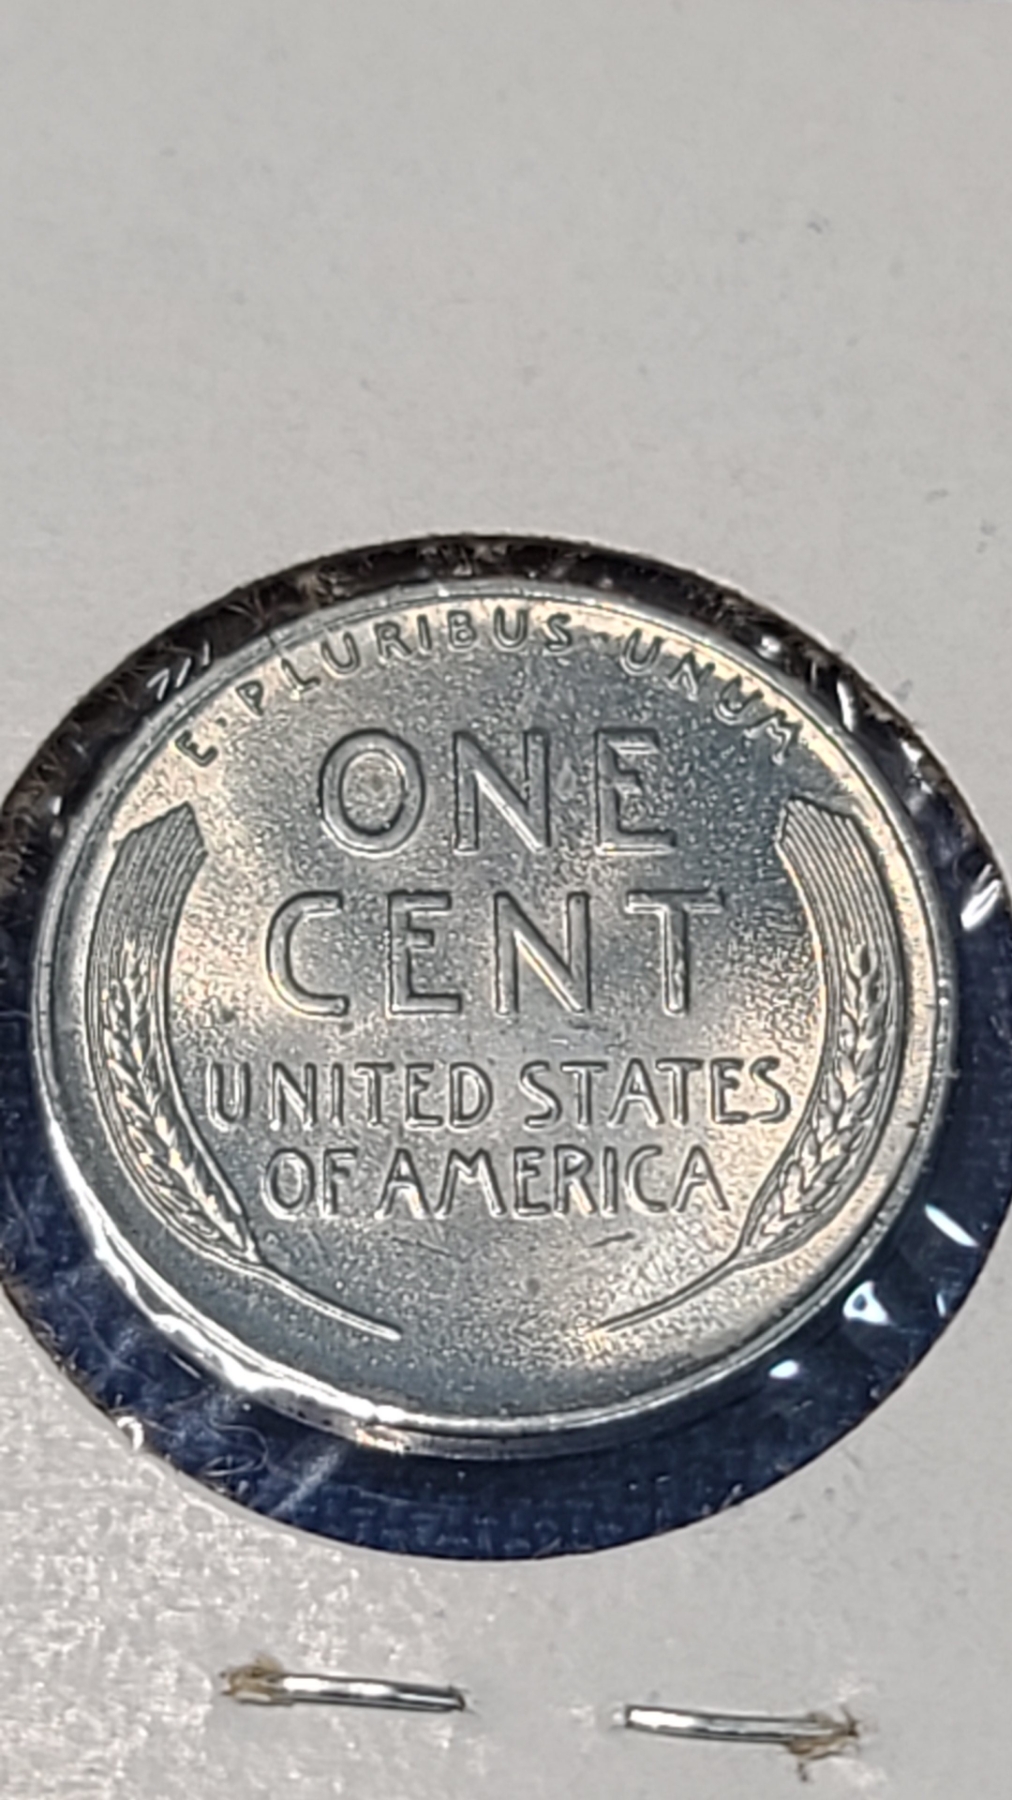 E·PLURIBUS·UNUM
ONE
CENT
UNITED STATES
OF AMERICA